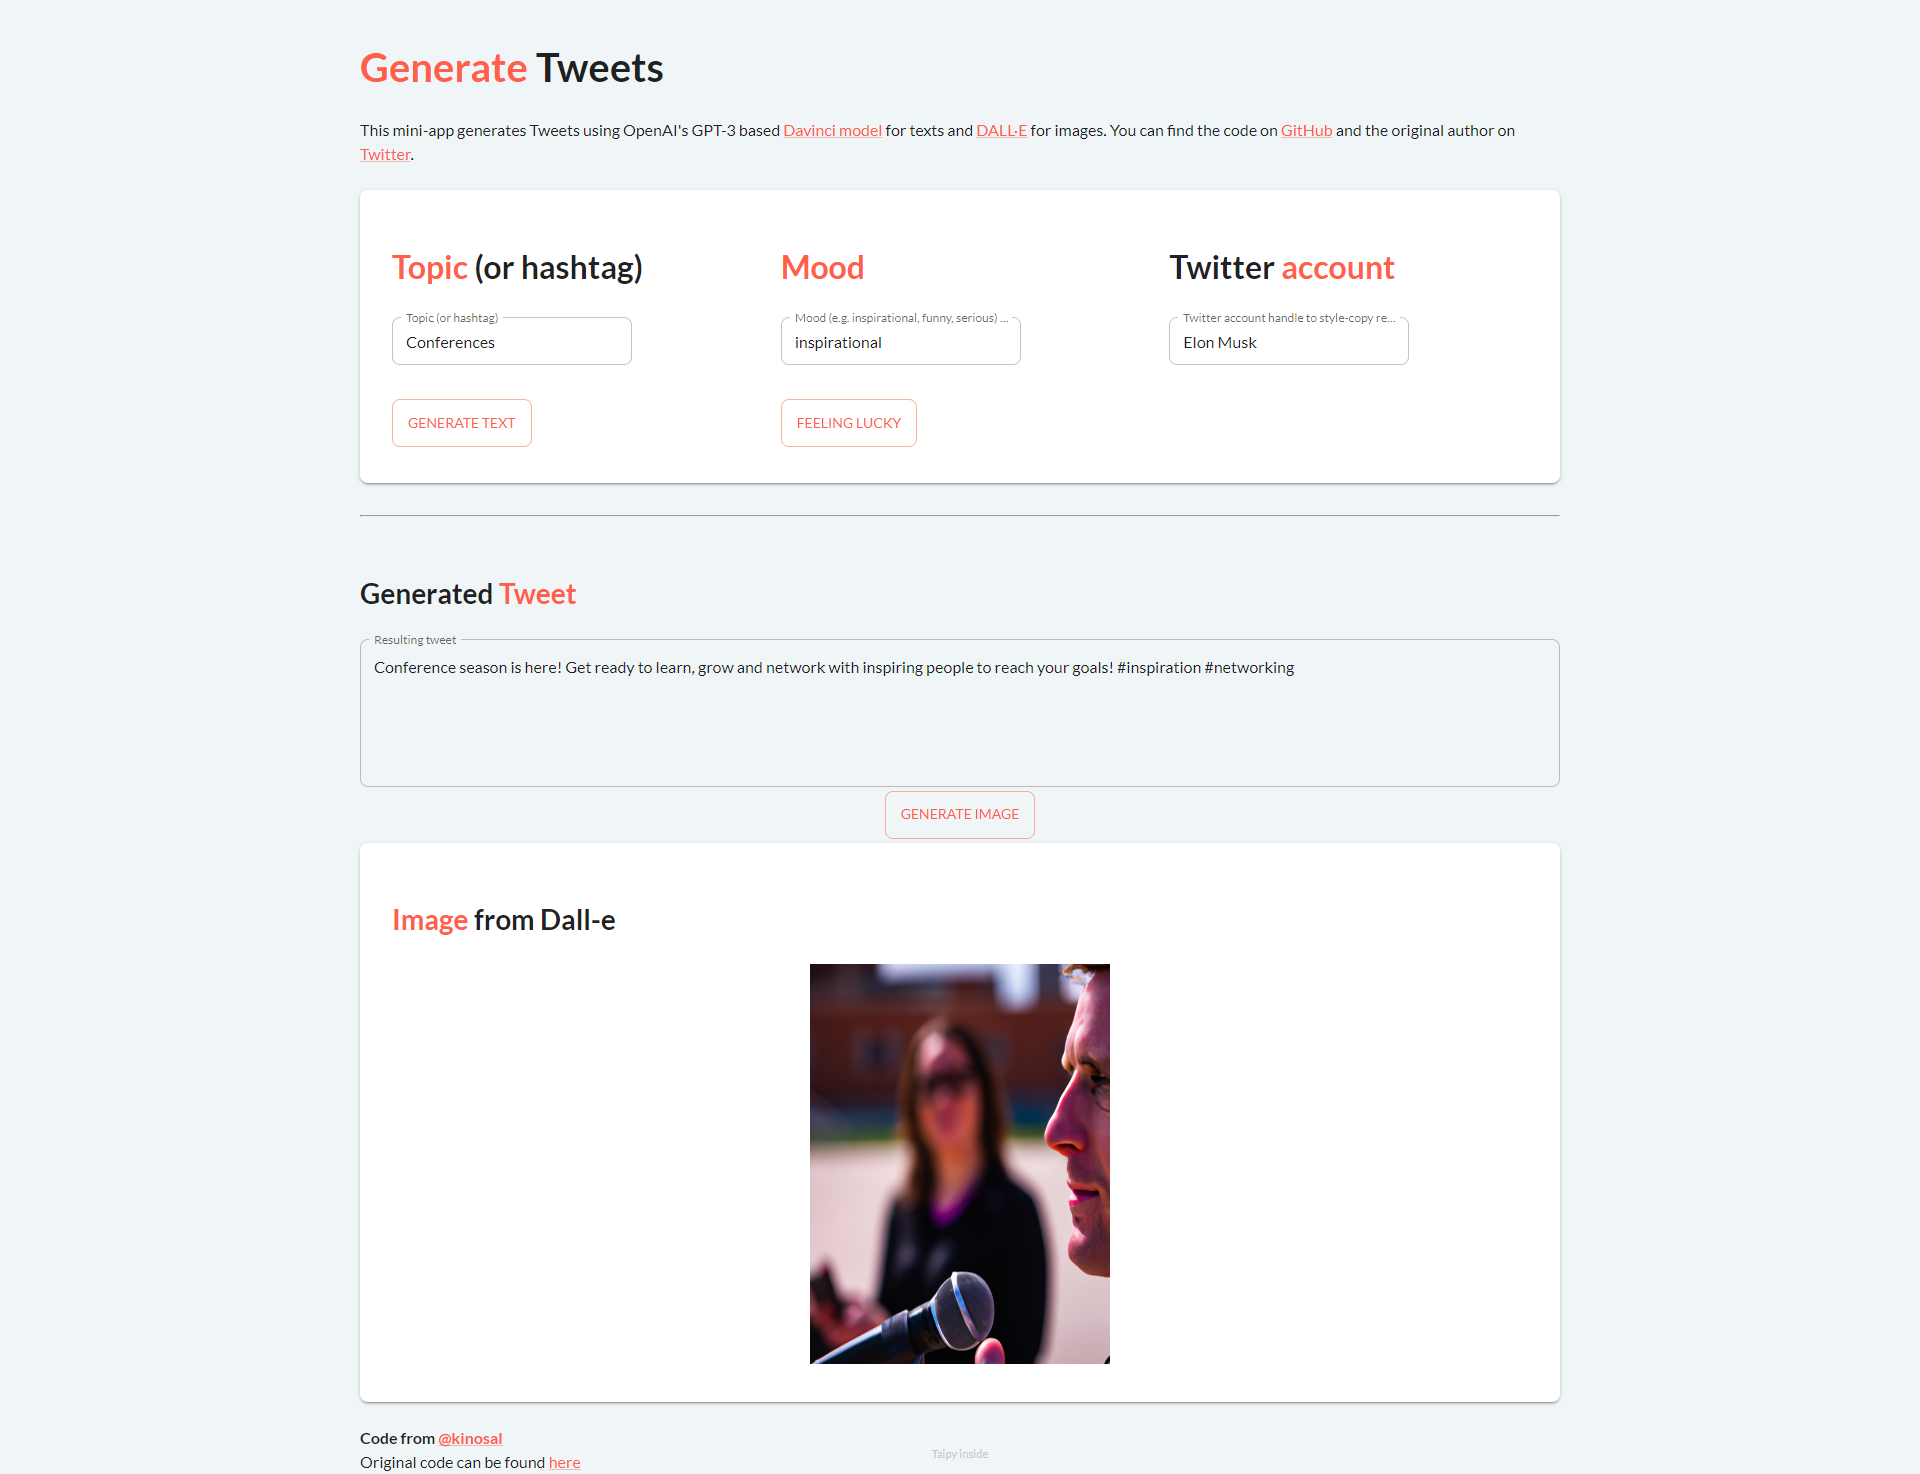 Generate Tweets
This mini-app generates Tweets using OpenAI's GPT-3 based Davinci model for texts and DALL·E for images. You can find the code on GitHub and the original author on
Twitter.
Topic (or hashtag)
Mood
Twitter account
Topic (or hashtag)
Conferences
Mood (e.g. inspirational, funny, serious) ...
inspirational
Twitter account handle to style-copy re...
Elon Musk
GENERATE TEXT
FEELING LUCKY
Generated Tweet
Resulting tweet
Conference season is here! Get ready to learn, grow and network with inspiring people to reach your goals! #inspiration #networking
GENERATE IMAGE
Image from Dall-e
Code from @kinosal
Original code can be found here
Taipy inside